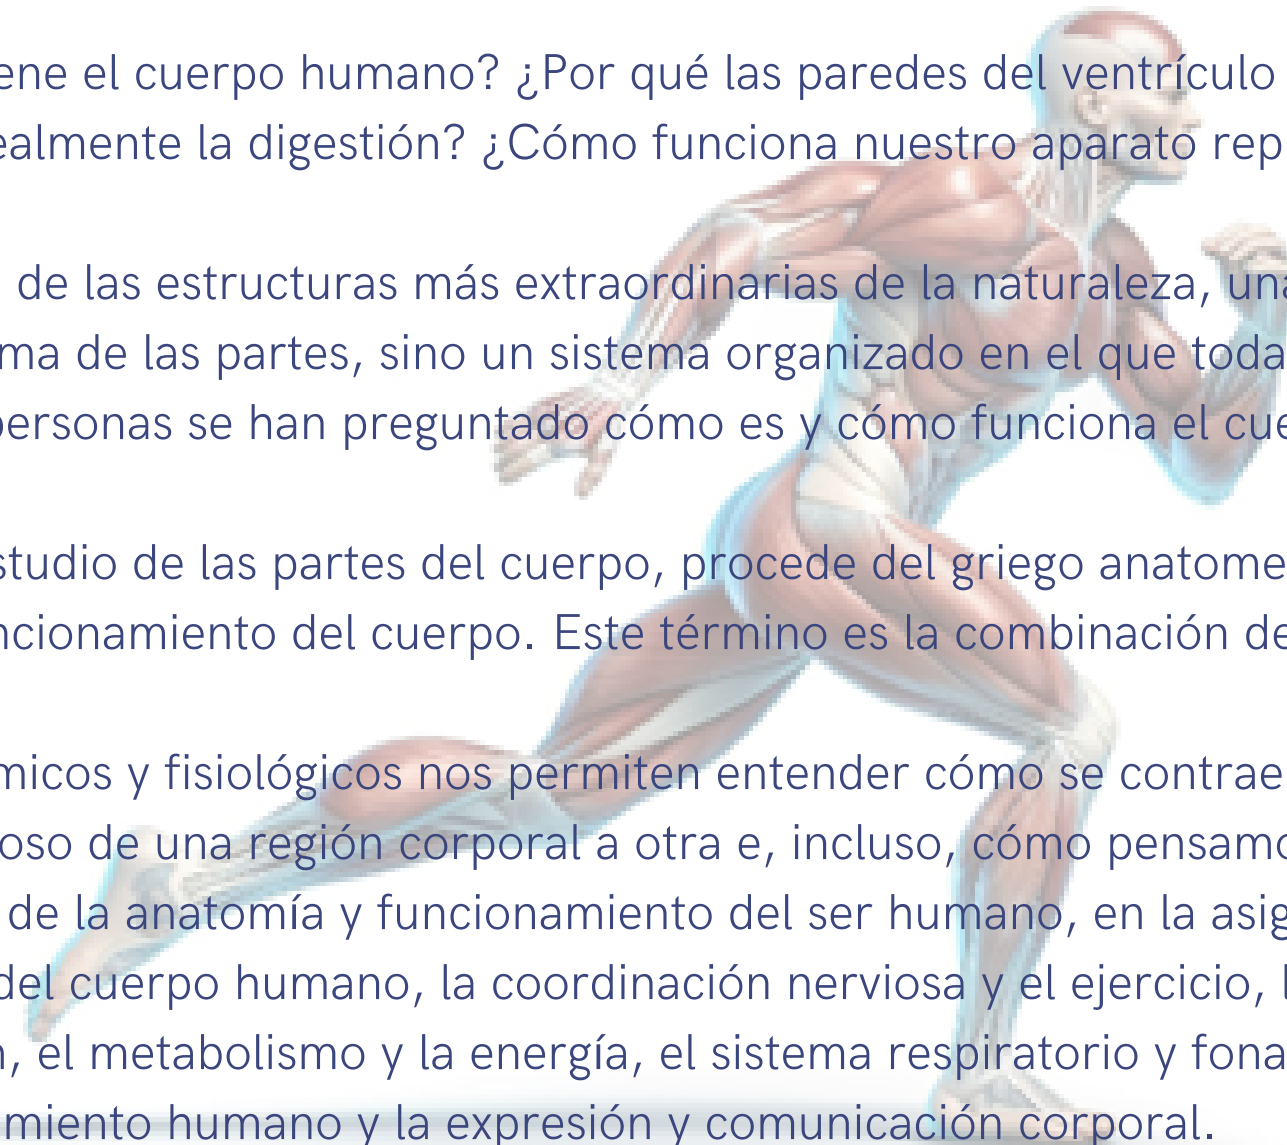 ene el cuerpo humano? ¿Por qué las paredes del ventrículo
ealmente la digestión? ¿Cómo funciona nuestro aparato rep
de las estructuras más extraordinarias de la naturaleza, una
ma de las partes, sino un sistema organizado en el que toda
personas se han preguntado cómo es y cómo funciona el cue
studio de las partes del cuerpo, procede del griego anatome
ncionamiento del cuerpo. Este término es la combinación de
micos y fisiológicos nos permiten entender cómo se contrae
oso de una región corporal a otra e, incluso, cómo pensamo
de la anatomía y funcionamiento del ser humano, en la asig
del cuerpo humano, la coordinación nerviosa y el ejercicio, l
n, el metabolismo y la energía, el sistema respiratorio y fona
miento humano y la expresión y comunicación corporal.